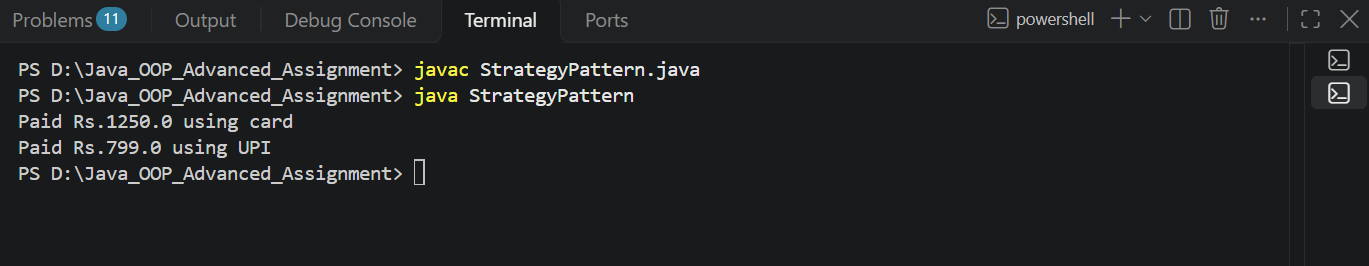 Problems 11 Output Debug Console Terminal Ports powershell
PS D:\Java_OOP_Advanced_Assignment> javac StrategyPattern.java
PS D:\Java_OOP_Advanced_Assignment> java StrategyPattern
Paid Rs.1250.0 using card
Paid Rs.799.0 using UPI
PS D:\Java_OOP_Advanced_Assignment>